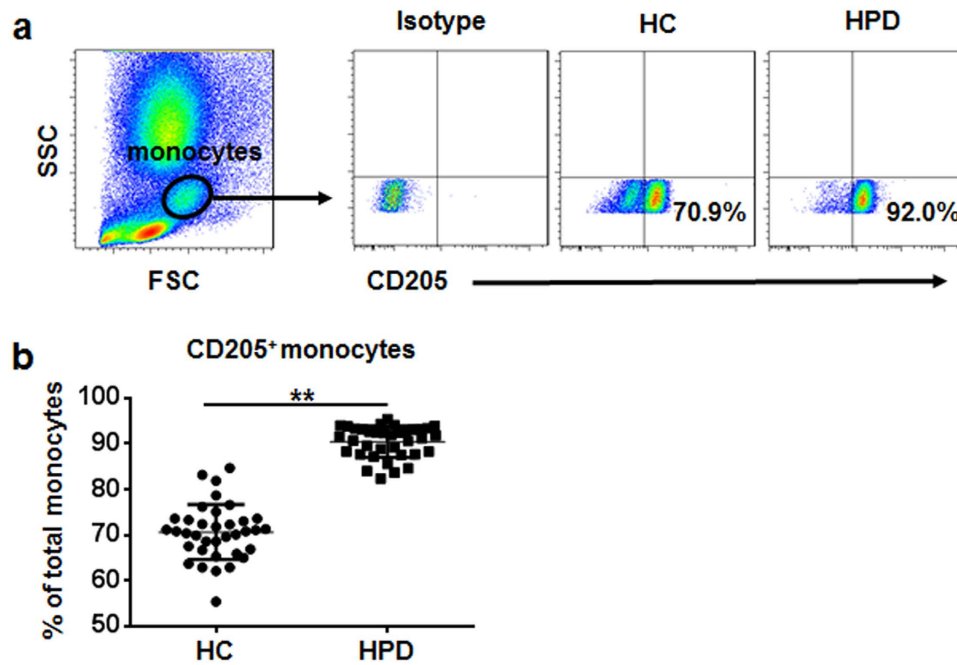 a
Isotype HC HPD
SSC
monocytes
70.9% 92.0%
FSC CD205
b
CD205⁺ monocytes
% of total monocytes
**
100
90
80
70
60
50
HC HPD